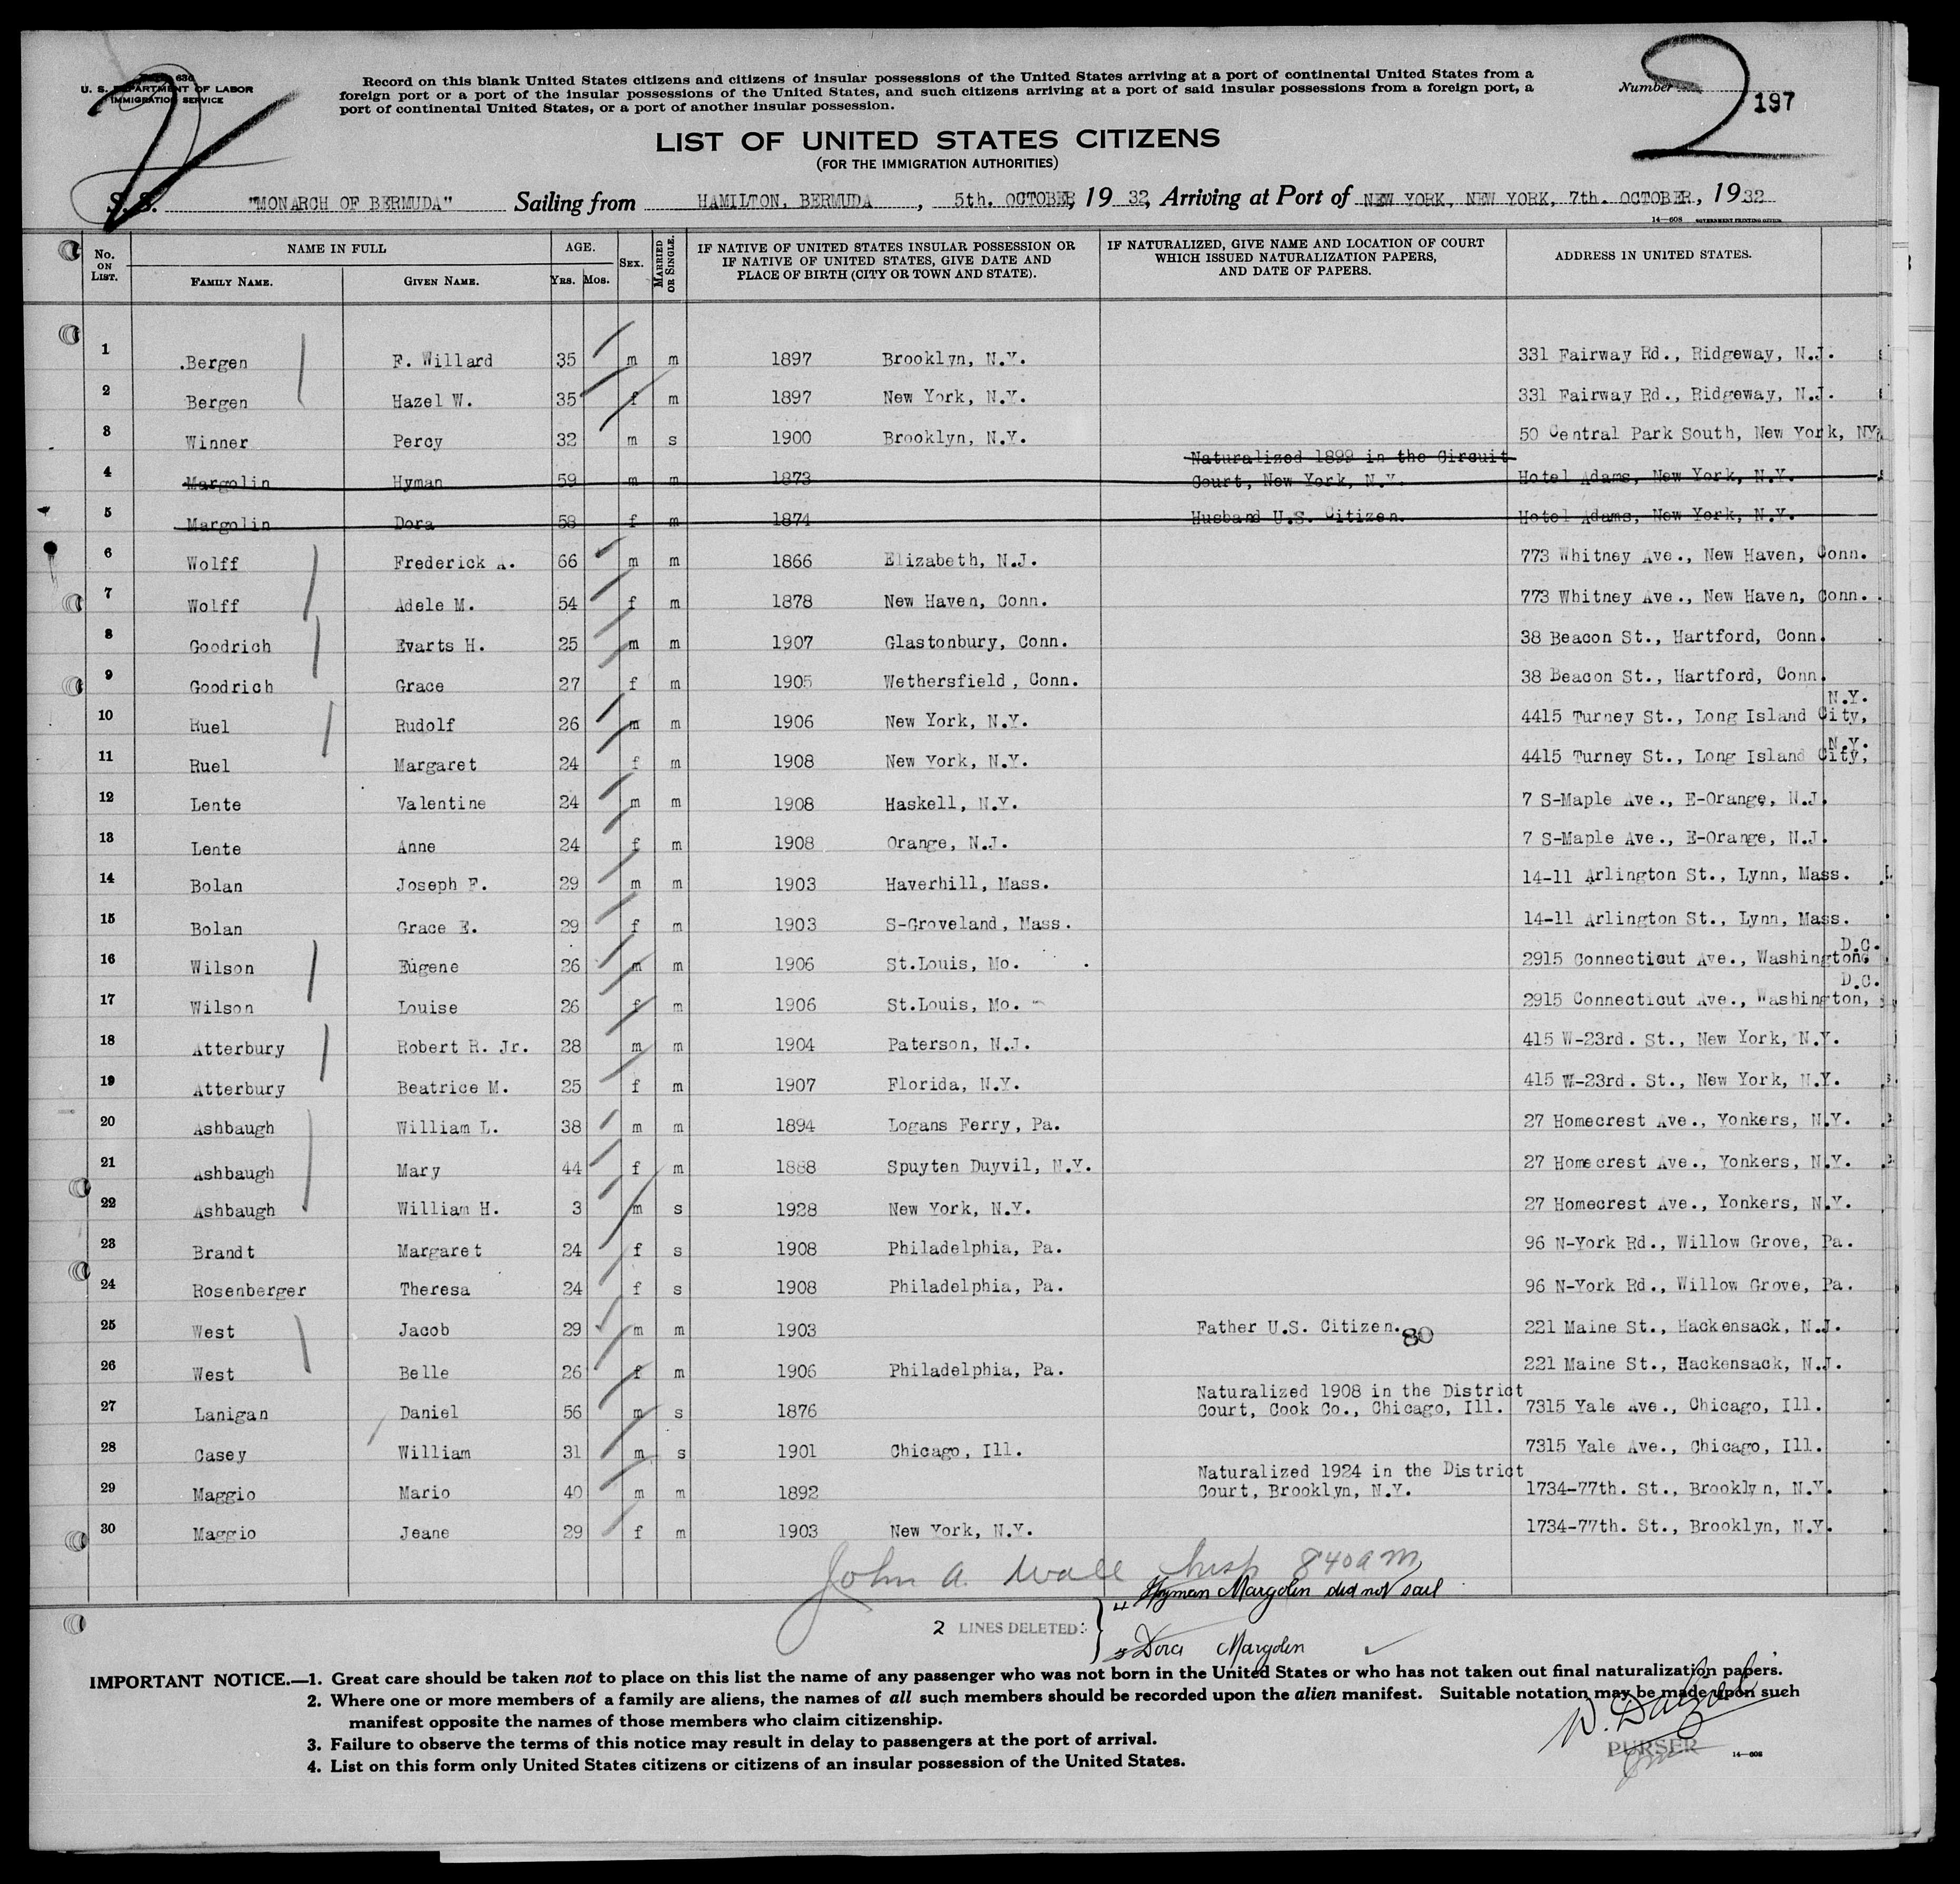 U. S. DEPARTMENT OF LABOR
IMMIGRATION SERVICE
Record on this blank United States citizens and citizens of insular possessions of the United States arriving at a port of continental United States from a
foreign port or a port of the insular possessions of the United States, and such citizens arriving at a port of said insular possessions from a foreign port, a
port of continental United States, or a port of another insular possession.
Number 2 197
LIST OF UNITED STATES CITIZENS
(FOR THE IMMIGRATION AUTHORITIES)
S. S. "MONARCH OF BERMUDA" Sailing from HAMILTON, BERMUDA, 5th. OCTOBER, 19 32, Arriving at Port of NEW YORK, NEW YORK, 7th. OCTOBER, 19 32
14—608 GOVERNMENT PRINTING OFFICE
No. ON LIST. NAME IN FULL FAMILY NAME. GIVEN NAME. AGE. YRS. MOS. SEX. MARRIED OR SINGLE. IF NATIVE OF UNITED STATES INSULAR POSSESSION OR IF NATIVE OF UNITED STATES, GIVE DATE AND PLACE OF BIRTH (CITY OR TOWN AND STATE). IF NATURALIZED, GIVE NAME AND LOCATION OF COURT WHICH ISSUED NATURALIZATION PAPERS, AND DATE OF PAPERS. ADDRESS IN UNITED STATES.
1 .Bergen F. Willard 35 m m 1897 Brooklyn, N.Y. 331 Fairway Rd., Ridgeway, N.J.
2 Bergen Hazel W. 35 f m 1897 New York, N.Y. 331 Fairway Rd., Ridgeway, N.J.
3 Winner Percy 32 m s 1900 Brooklyn, N.Y. 50 Central Park South, New York, NY
4 Margolin Hyman 59 m m 1873 Naturalized 1899 in the Circuit Court, New York, N.Y. Hotel Adams, New York, N.Y.
5 Margolin Dora 58 f m 1874 Husband U.S. Citizen. Hotel Adams, New York, N.Y.
6 Wolff Frederick A. 66 m m 1866 Elizabeth, N.J. 773 Whitney Ave., New Haven, Conn.
7 Wolff Adele M. 54 f m 1878 New Haven, Conn. 773 Whitney Ave., New Haven, Conn.
8 Goodrich Evarts H. 25 m m 1907 Glastonbury, Conn. 38 Beacon St., Hartford, Conn.
9 Goodrich Grace 27 f m 1905 Wethersfield, Conn. 38 Beacon St., Hartford, Conn.
10 Ruel Rudolf 26 m m 1906 New York, N.Y. 4415 Turney St., Long Island City, N.Y.
11 Ruel Margaret 24 f m 1908 New York, N.Y. 4415 Turney St., Long Island City, N.Y.
12 Lente Valentine 24 m m 1908 Haskell, N.Y. 7 S-Maple Ave., E-Orange, N.J.
13 Lente Anne 24 f m 1908 Orange, N.J. 7 S-Maple Ave., E-Orange, N.J.
14 Bolan Joseph F. 29 m m 1903 Haverhill, Mass. 14-11 Arlington St., Lynn, Mass.
15 Bolan Grace E. 29 f m 1903 S-Groveland, Mass. 14-11 Arlington St., Lynn, Mass.
16 Wilson Eugene 26 m m 1906 St.Louis, Mo. 2915 Connecticut Ave., Washington, D.C.
17 Wilson Louise 26 f m 1906 St.Louis, Mo. 2915 Connecticut Ave., Washington, D.C.
18 Atterbury Robert R. Jr. 28 m m 1904 Paterson, N.J. 415 W-23rd. St., New York, N.Y.
19 Atterbury Beatrice M. 25 f m 1907 Florida, N.Y. 415 W-23rd. St., New York, N.Y.
20 Ashbaugh William L. 38 m m 1894 Logans Ferry, Pa. 27 Homecrest Ave., Yonkers, N.Y.
21 Ashbaugh Mary 44 f m 1888 Spuyten Duyvil, N.Y. 27 Homecrest Ave., Yonkers, N.Y.
22 Ashbaugh William H. 3 m s 1928 New York, N.Y. 27 Homecrest Ave., Yonkers, N.Y.
23 Brandt Margaret 24 f s 1908 Philadelphia, Pa. 96 N-York Rd., Willow Grove, Pa.
24 Rosenberger Theresa 24 f s 1908 Philadelphia, Pa. 96 N-York Rd., Willow Grove, Pa.
25 West Jacob 29 m m 1903 Father U.S. Citizen. 80 221 Maine St., Hackensack, N.J.
26 West Belle 26 f m 1906 Philadelphia, Pa. 221 Maine St., Hackensack, N.J.
27 Lanigan Daniel 56 m s 1876 Naturalized 1908 in the District Court, Cook Co., Chicago, Ill. 7315 Yale Ave., Chicago, Ill.
28 Casey William 31 m s 1901 Chicago, Ill. 7315 Yale Ave., Chicago, Ill.
29 Maggio Mario 40 m m 1892 Naturalized 1924 in the District Court, Brooklyn, N.Y. 1734-77th. St., Brooklyn, N.Y.
30 Maggio Jeane 29 f m 1903 New York, N.Y. 1734-77th. St., Brooklyn, N.Y.
John A. Wall Insp 840 am
4 Hyman Margolin did not sail
2 LINES DELETED:
5 Dora Margolin
IMPORTANT NOTICE.—1. Great care should be taken not to place on this list the name of any passenger who was not born in the United States or who has not taken out final naturalization papers.
2. Where one or more members of a family are aliens, the names of all such members should be recorded upon the alien manifest. Suitable notation may be made upon such
manifest opposite the names of those members who claim citizenship.
3. Failure to observe the terms of this notice may result in delay to passengers at the port of arrival.
4. List on this form only United States citizens or citizens of an insular possession of the United States.
PURSER
14—608